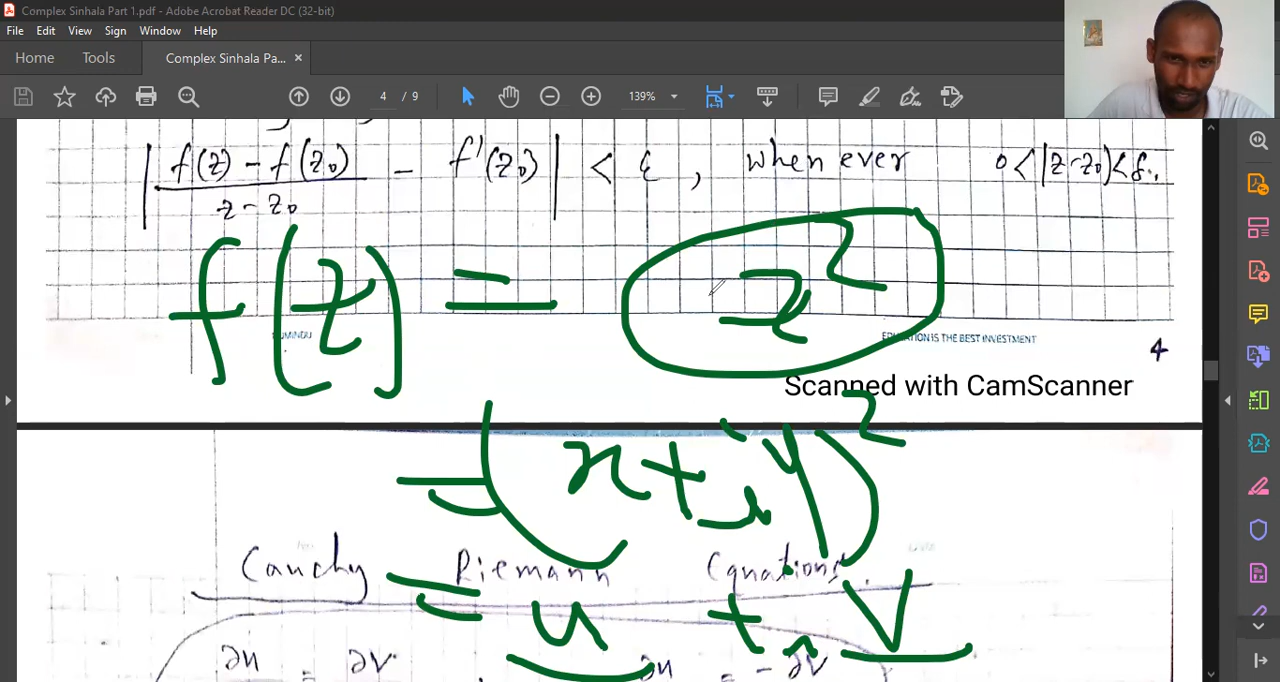 Complex Sinhala Part 1.pdf - Adobe Acrobat Reader DC (32-bit)
File Edit View Sign Window Help
Home Tools Complex Sinhala Pa... ×
4 / 9 139%
| f(z) - f(z₀) / z - z₀ - f'(z₀) | < ε , when ever 0 < |z - z₀| < δ.,
f(z) = z²
EDUCATION IS THE BEST INVESTMENT
4
Scanned with CamScanner
= (x + iy)²
Cauchy Riemann Equations.
= u + i v
∂u = ∂v , ∂u = - ∂v